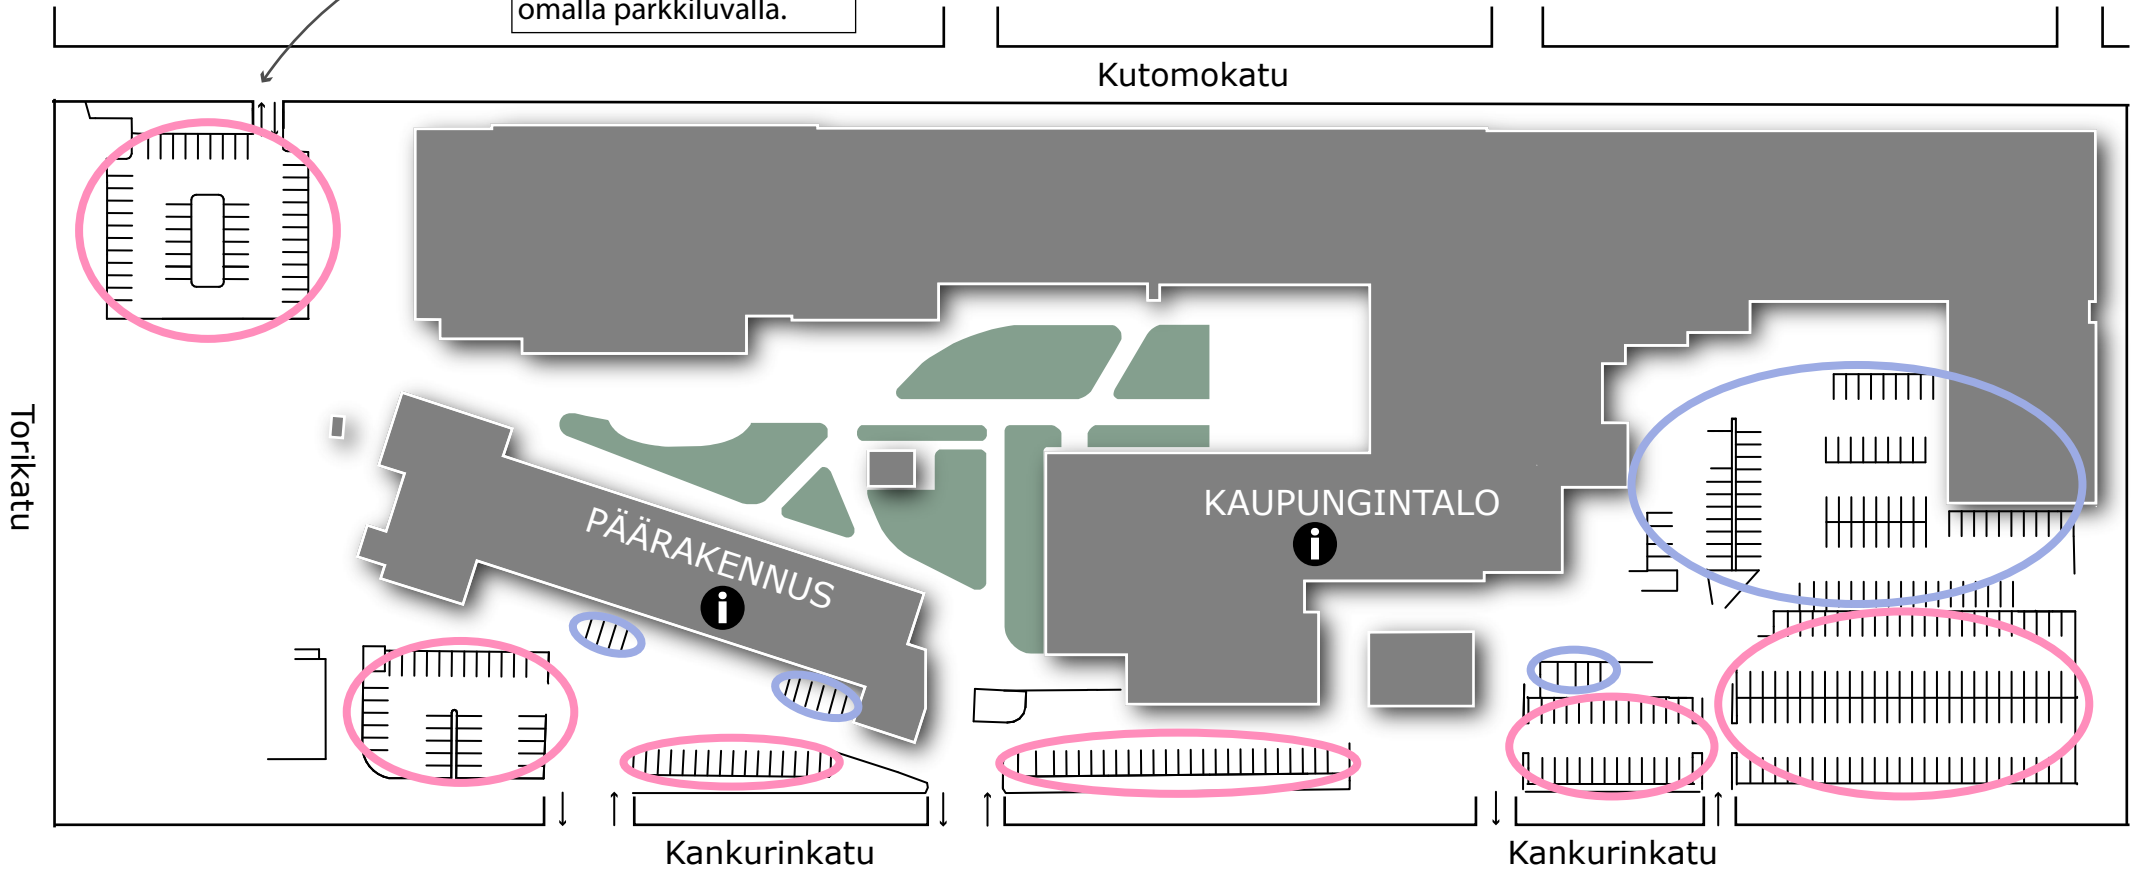 omalla parkkiluvalla.
Kutomokatu
Torikatu
KAUPUNGINTALO
i
PÄÄRAKENNUS
i
Kankurinkatu
Kankurinkatu